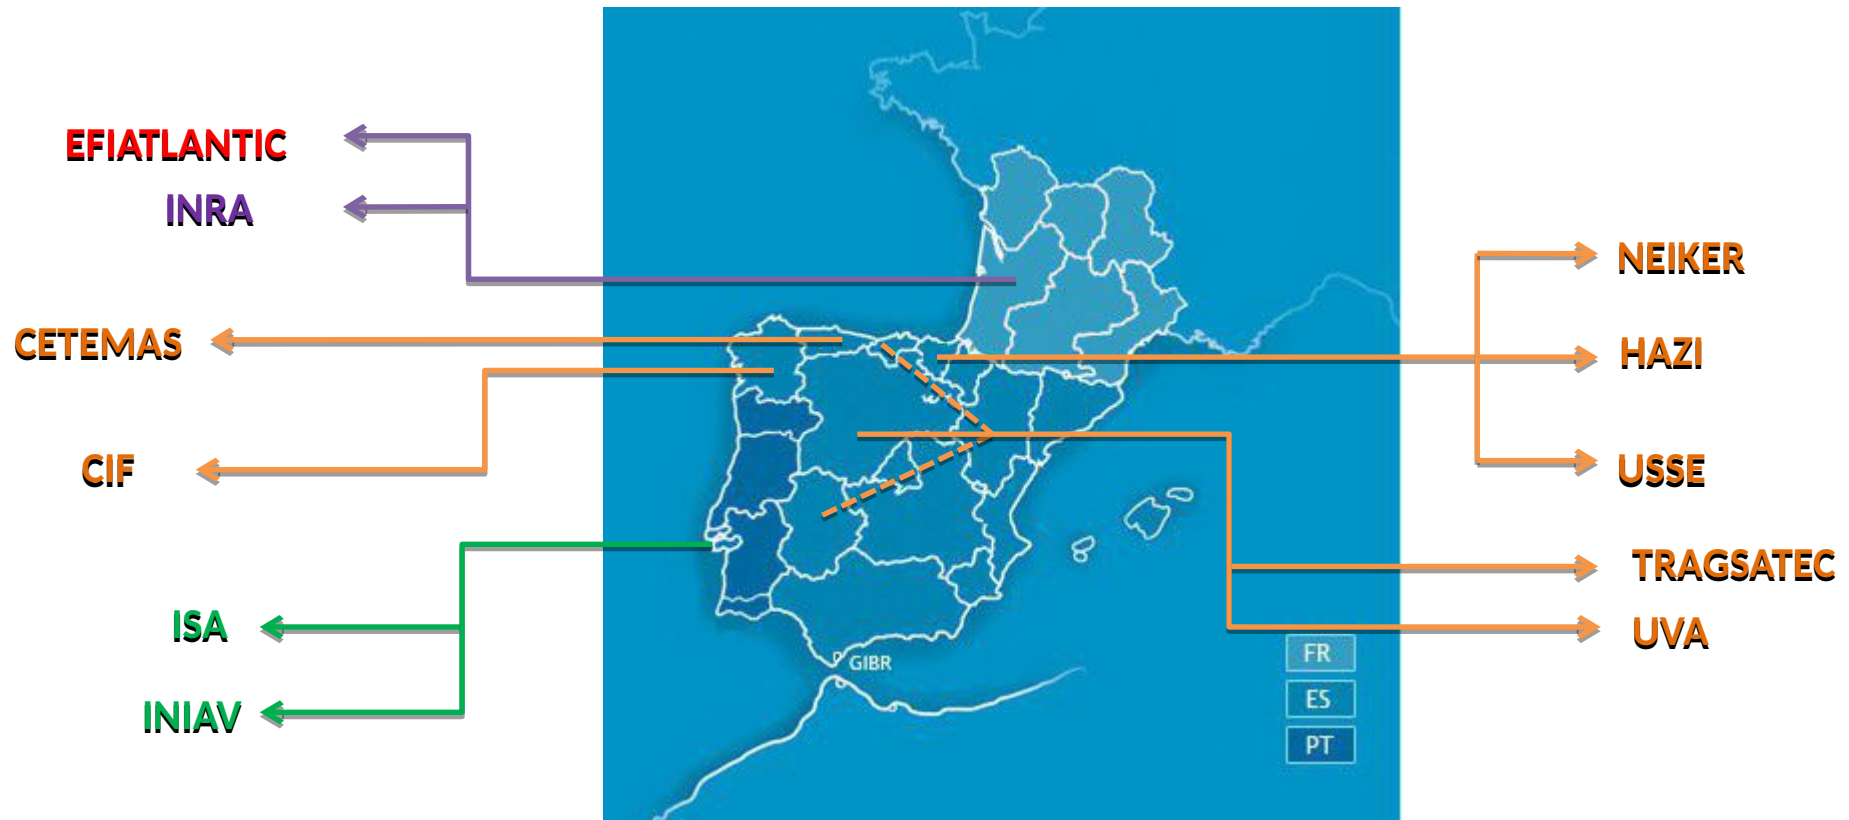 EFIATLANTIC
INRA
CETEMAS
CIF
ISA
INIAV
NEIKER
HAZI
USSE
TRAGSATEC
UVA
GIBR
FR
ES
PT